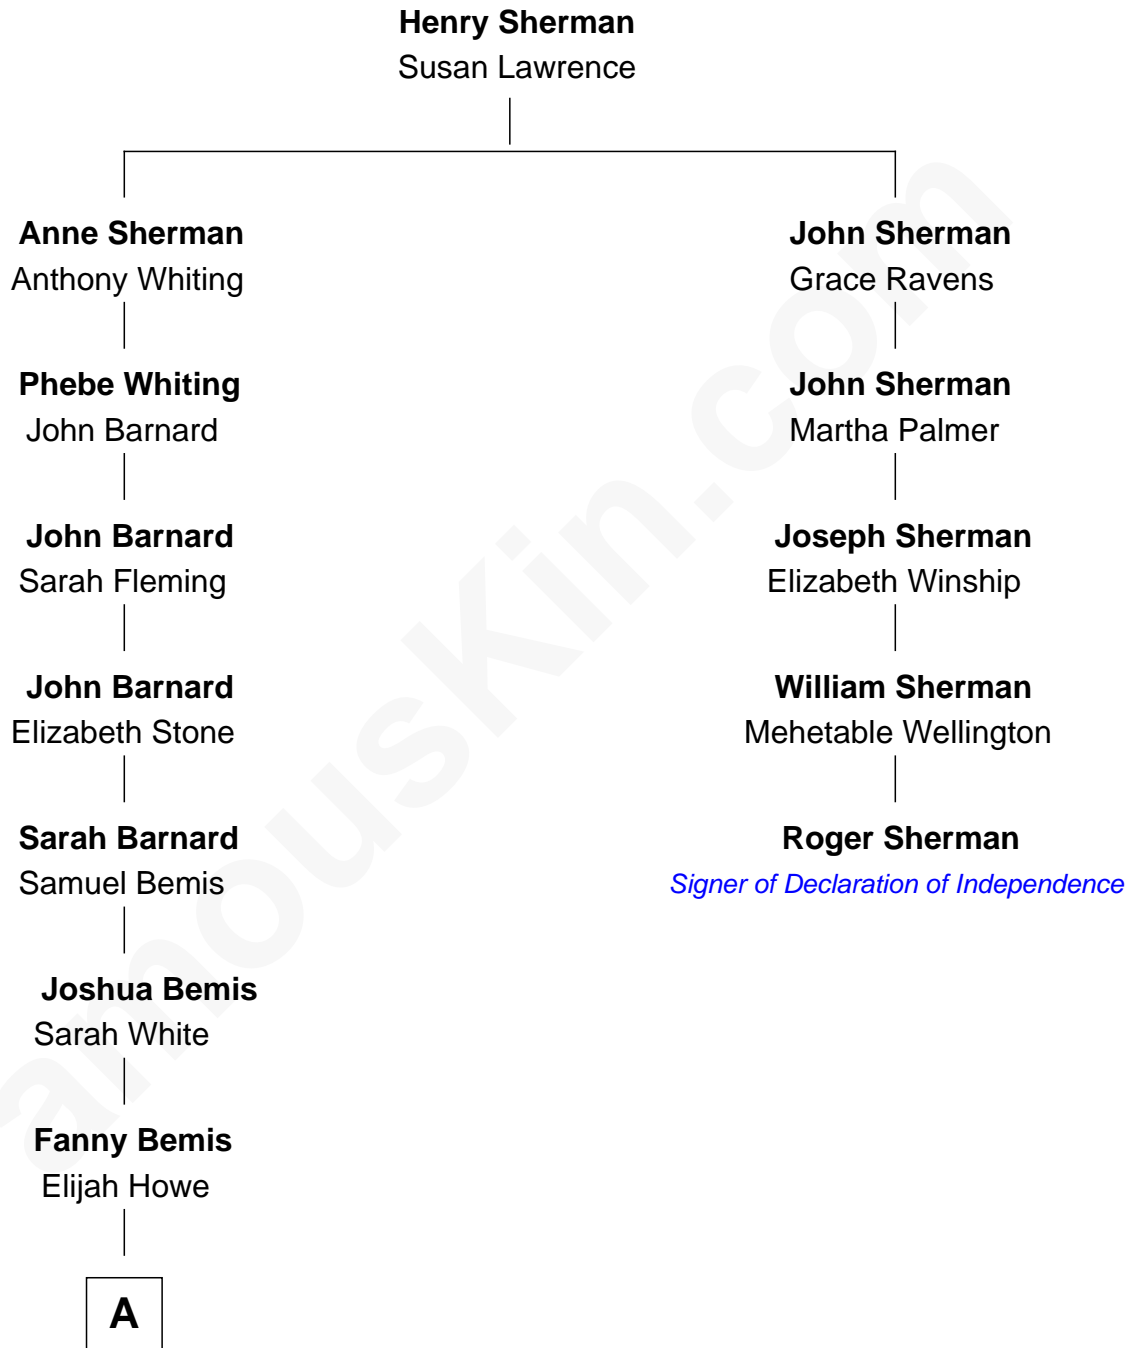 Henry Sherman
Susan Lawrence
Anne Sherman
Anthony Whiting
Phebe Whiting
John Barnard
John Barnard
Sarah Fleming
John Barnard
Elizabeth Stone
Sarah Barnard
Samuel Bemis
Joshua Bemis
Sarah White
Fanny Bemis
Elijah Howe
A
John Sherman
Grace Ravens
John Sherman
Martha Palmer
Joseph Sherman
Elizabeth Winship
William Sherman
Mehetable Wellington
Roger Sherman
Signer of Declaration of Independence
amousKin.com